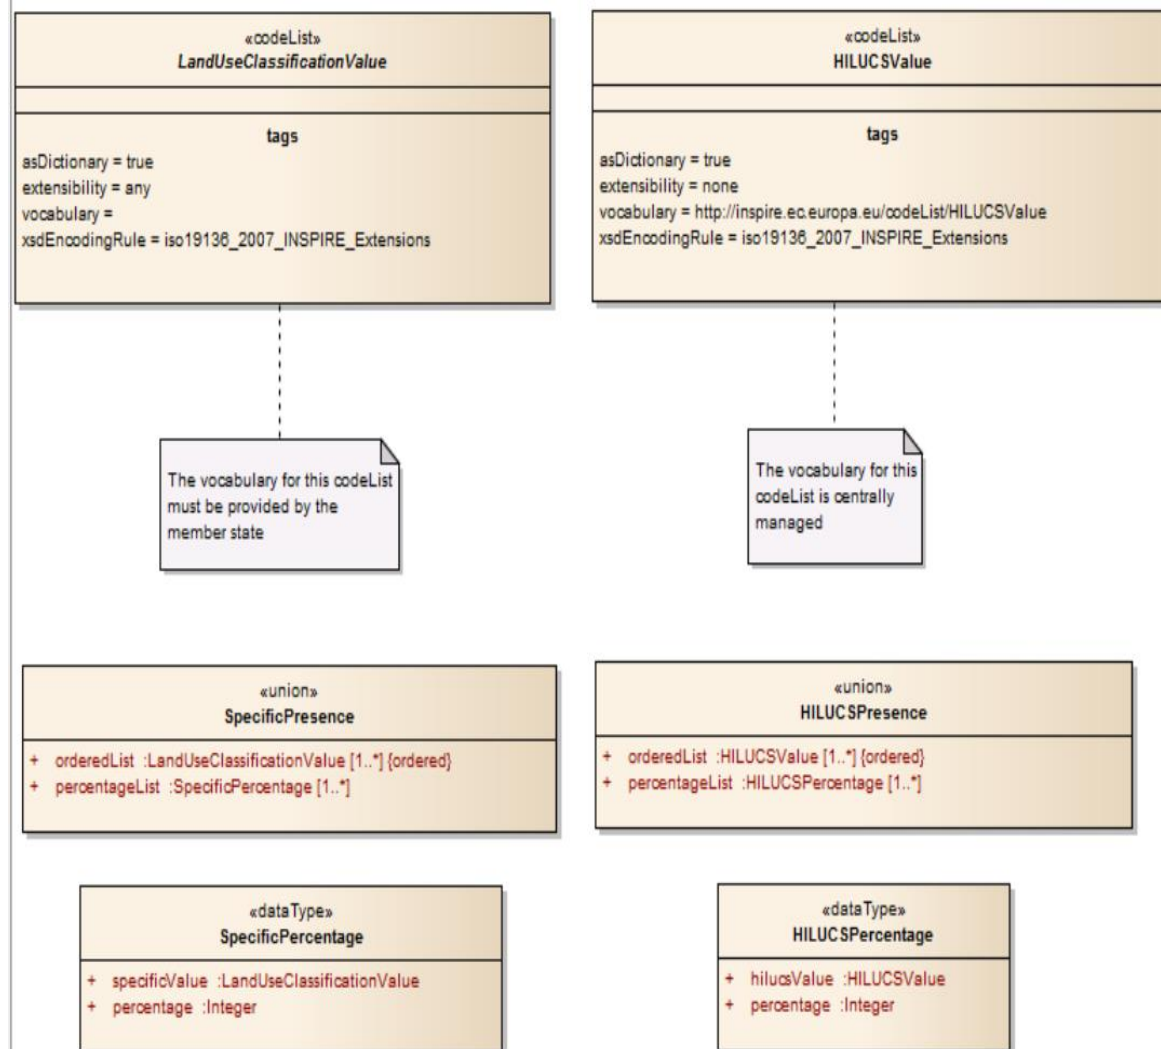 «codeList»
LandUseClassificationValue
tags
asDictionary = true
extensibility = any
vocabulary =
xsdEncodingRule = iso19136_2007_INSPIRE_Extensions
«codeList»
HILUCSValue
tags
asDictionary = true
extensibility = none
vocabulary = http://inspire.ec.europa.eu/codeList/HILUCSValue
xsdEncodingRule = iso19136_2007_INSPIRE_Extensions
The vocabulary for this codeList
must be provided by the
member state
The vocabulary for this
codeList is centrally
managed
«union»
SpecificPresence
+ orderedList :LandUseClassificationValue [1..*] {ordered}
+ percentageList :SpecificPercentage [1..*]
«union»
HILUCSPresence
+ orderedList :HILUCSValue [1..*] {ordered}
+ percentageList :HILUCSPercentage [1..*]
«dataType»
SpecificPercentage
+ specificValue :LandUseClassificationValue
+ percentage :Integer
«dataType»
HILUCSPercentage
+ hilucsValue :HILUCSValue
+ percentage :Integer